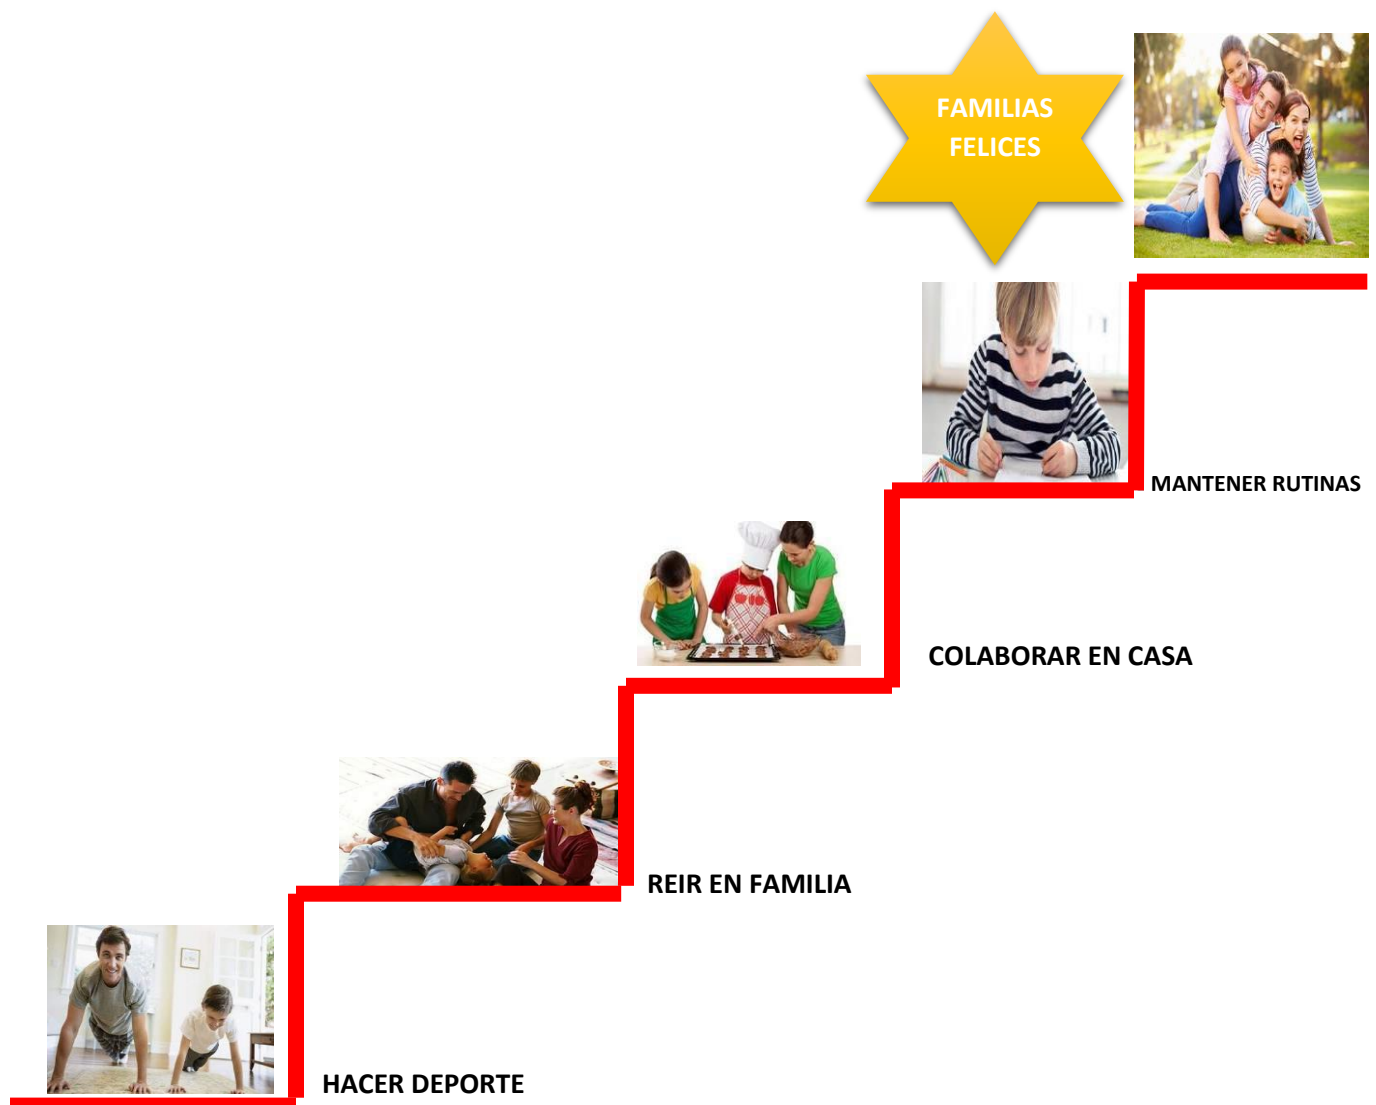 FAMILIAS
FELICES
MANTENER RUTINAS
COLABORAR EN CASA
REIR EN FAMILIA
HACER DEPORTE